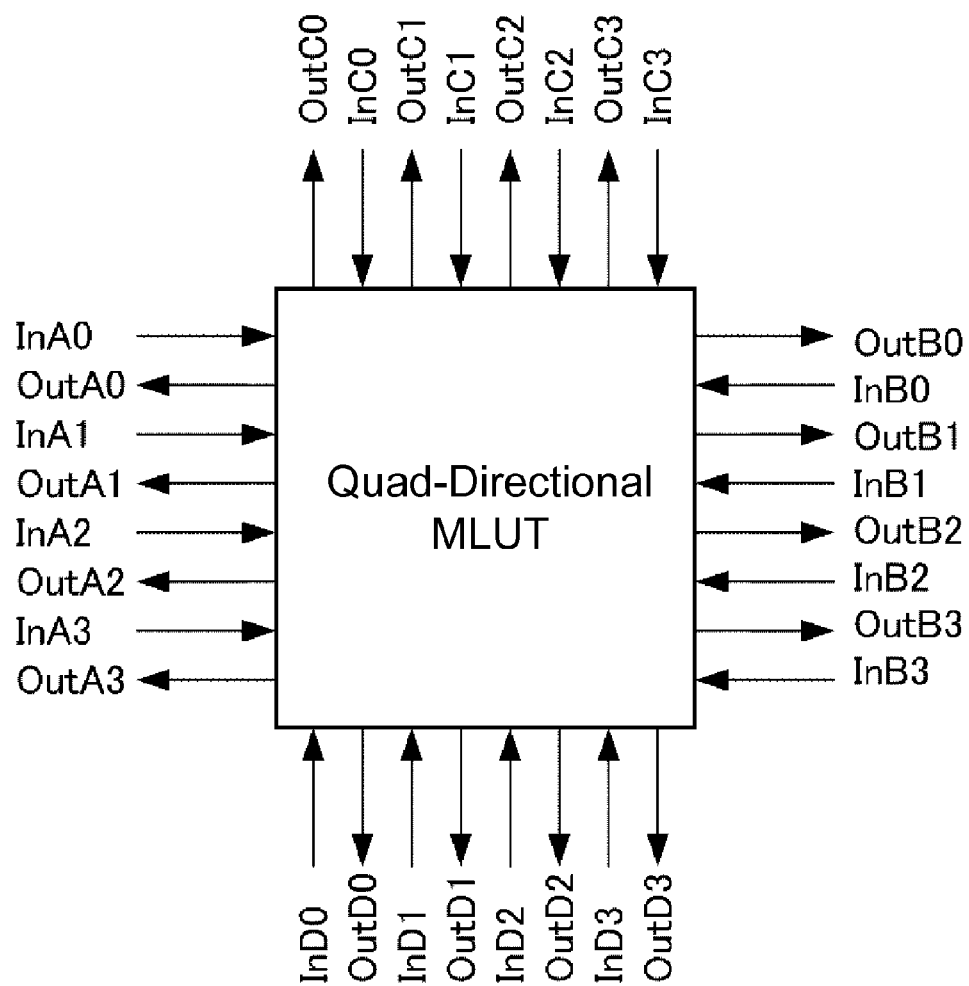 OutC0
InC0
OutC1
InC1
OutC2
InC2
OutC3
InC3
InA0
OutA0
InA1
OutA1
InA2
OutA2
InA3
OutA3
Quad-Directional
MLUT
OutB0
InB0
OutB1
InB1
OutB2
InB2
OutB3
InB3
InD0
OutD0
InD1
OutD1
InD2
OutD2
InD3
OutD3